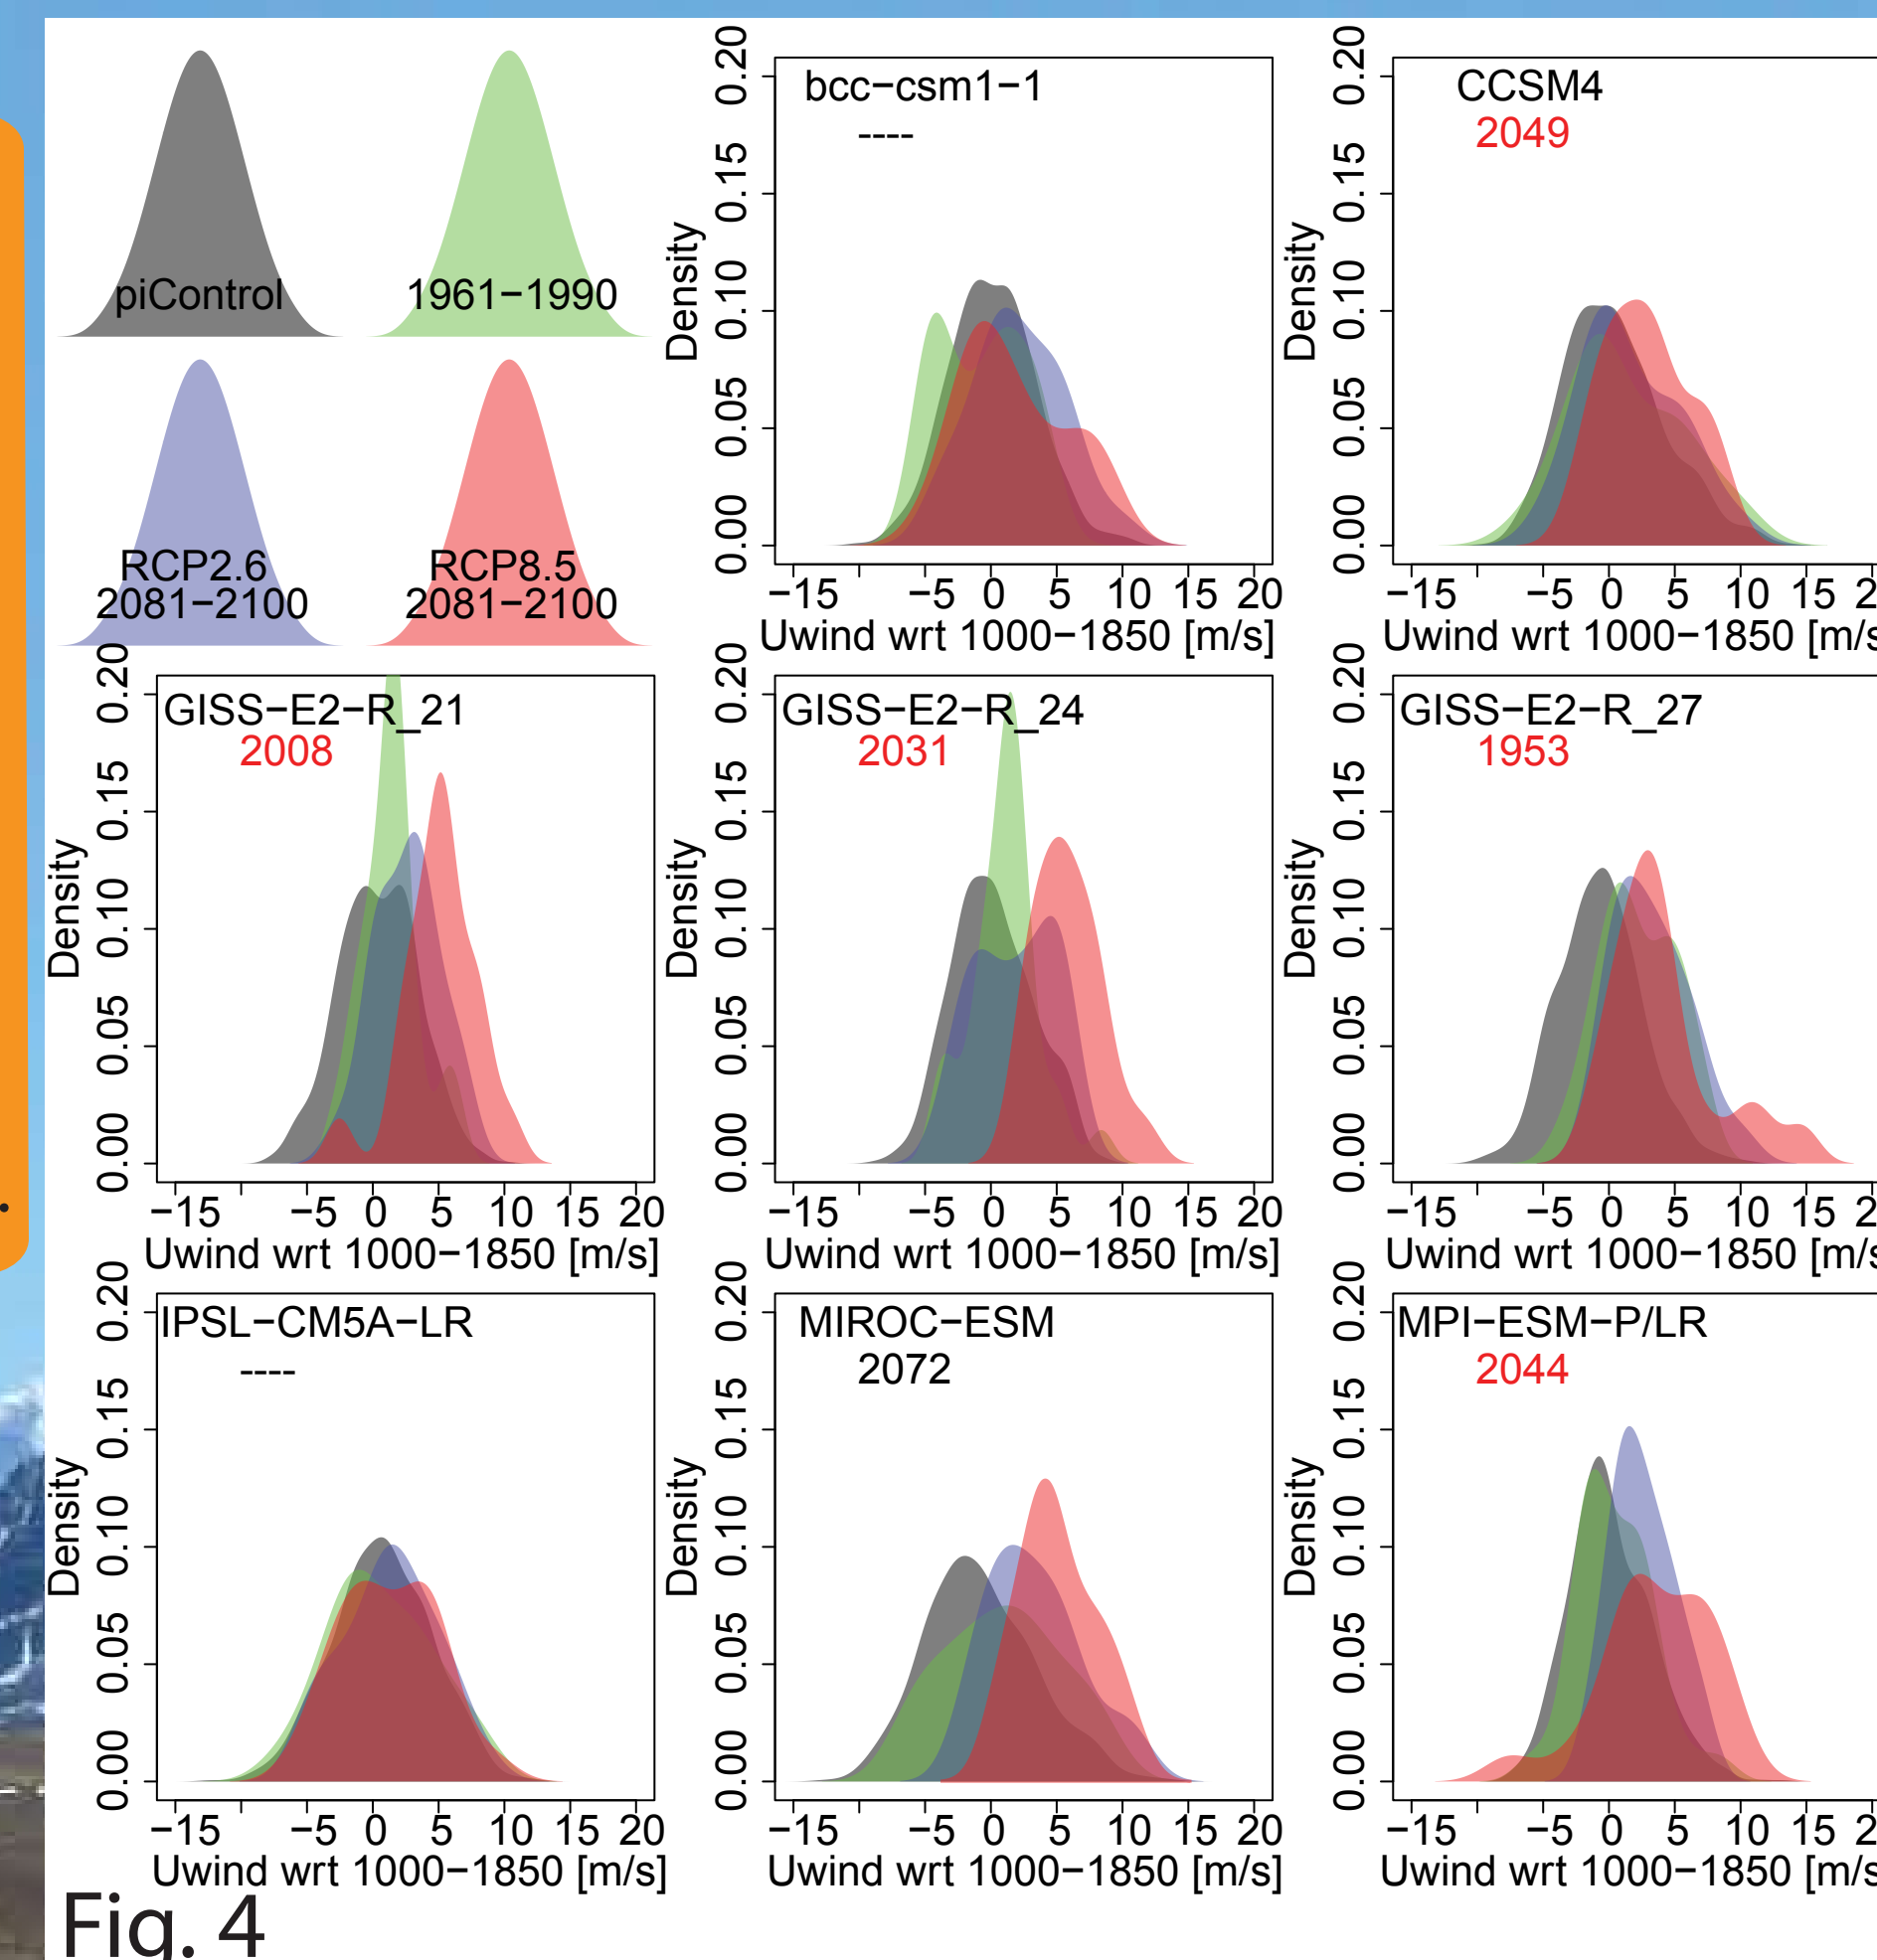 piControl
1961−1990
RCP2.6
2081−2100
RCP8.5
2081−2100
bcc−csm1−1
----
Density
0.00 0.05 0.10 0.15 0.20
−15 −5 0 5 10 15 20
Uwind wrt 1000−1850 [m/s]
CCSM4
2049
Density
0.00 0.05 0.10 0.15 0.20
−15 −5 0 5 10 15 2
Uwind wrt 1000−1850 [m/s
GISS−E2−R_21
2008
Density
0.00 0.05 0.10 0.15 0.20
−15 −5 0 5 10 15 20
Uwind wrt 1000−1850 [m/s]
GISS−E2−R_24
2031
Density
0.00 0.05 0.10 0.15 0.20
−15 −5 0 5 10 15 20
Uwind wrt 1000−1850 [m/s]
GISS−E2−R_27
1953
Density
0.00 0.05 0.10 0.15 0.20
−15 −5 0 5 10 15 2
Uwind wrt 1000−1850 [m/s
IPSL−CM5A−LR
----
Density
0.00 0.05 0.10 0.15 0.20
−15 −5 0 5 10 15 20
Uwind wrt 1000−1850 [m/s]
MIROC−ESM
2072
Density
0.00 0.05 0.10 0.15 0.20
−15 −5 0 5 10 15 20
Uwind wrt 1000−1850 [m/s]
MPI−ESM−P/LR
2044
Density
0.00 0.05 0.10 0.15 0.20
−15 −5 0 5 10 15 2
Uwind wrt 1000−1850 [m/s
Fig. 4